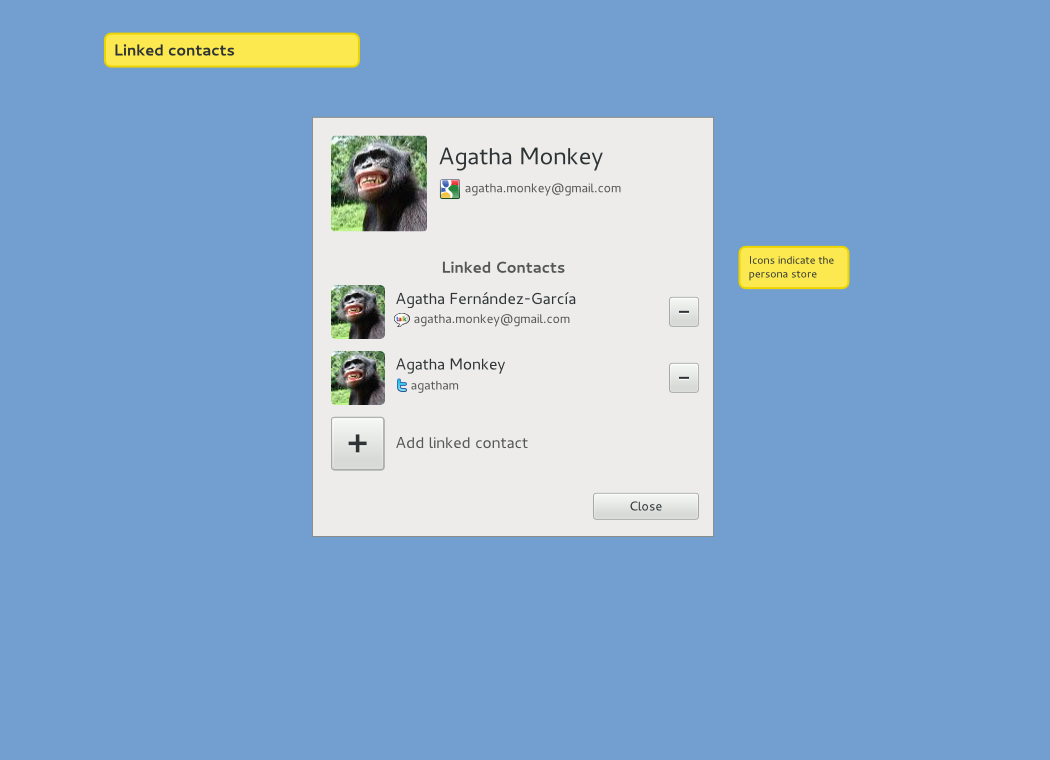 Linked contacts
Agatha Monkey
agatha.monkey@gmail.com
Linked Contacts
Icons indicate the
persona store
Agatha Fernández-García
talk agatha.monkey@gmail.com
Agatha Monkey
agatham
Add linked contact
Close